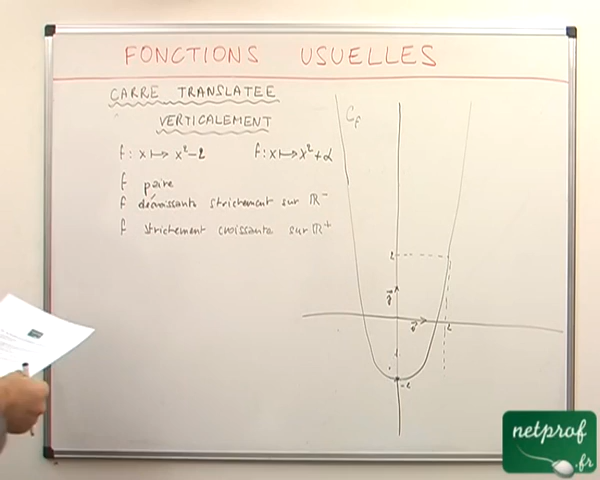 FONCTIONS USUELLES
CARRE TRANSLATEE
VERTICALEMENT
f : x ↦ x² - 2 f : x ↦ x² + α
f paire
f décroissante strictement sur ℝ⁻
f strictement croissante sur ℝ⁺
C_f
2
j
i 2
-2
netprof
.fr